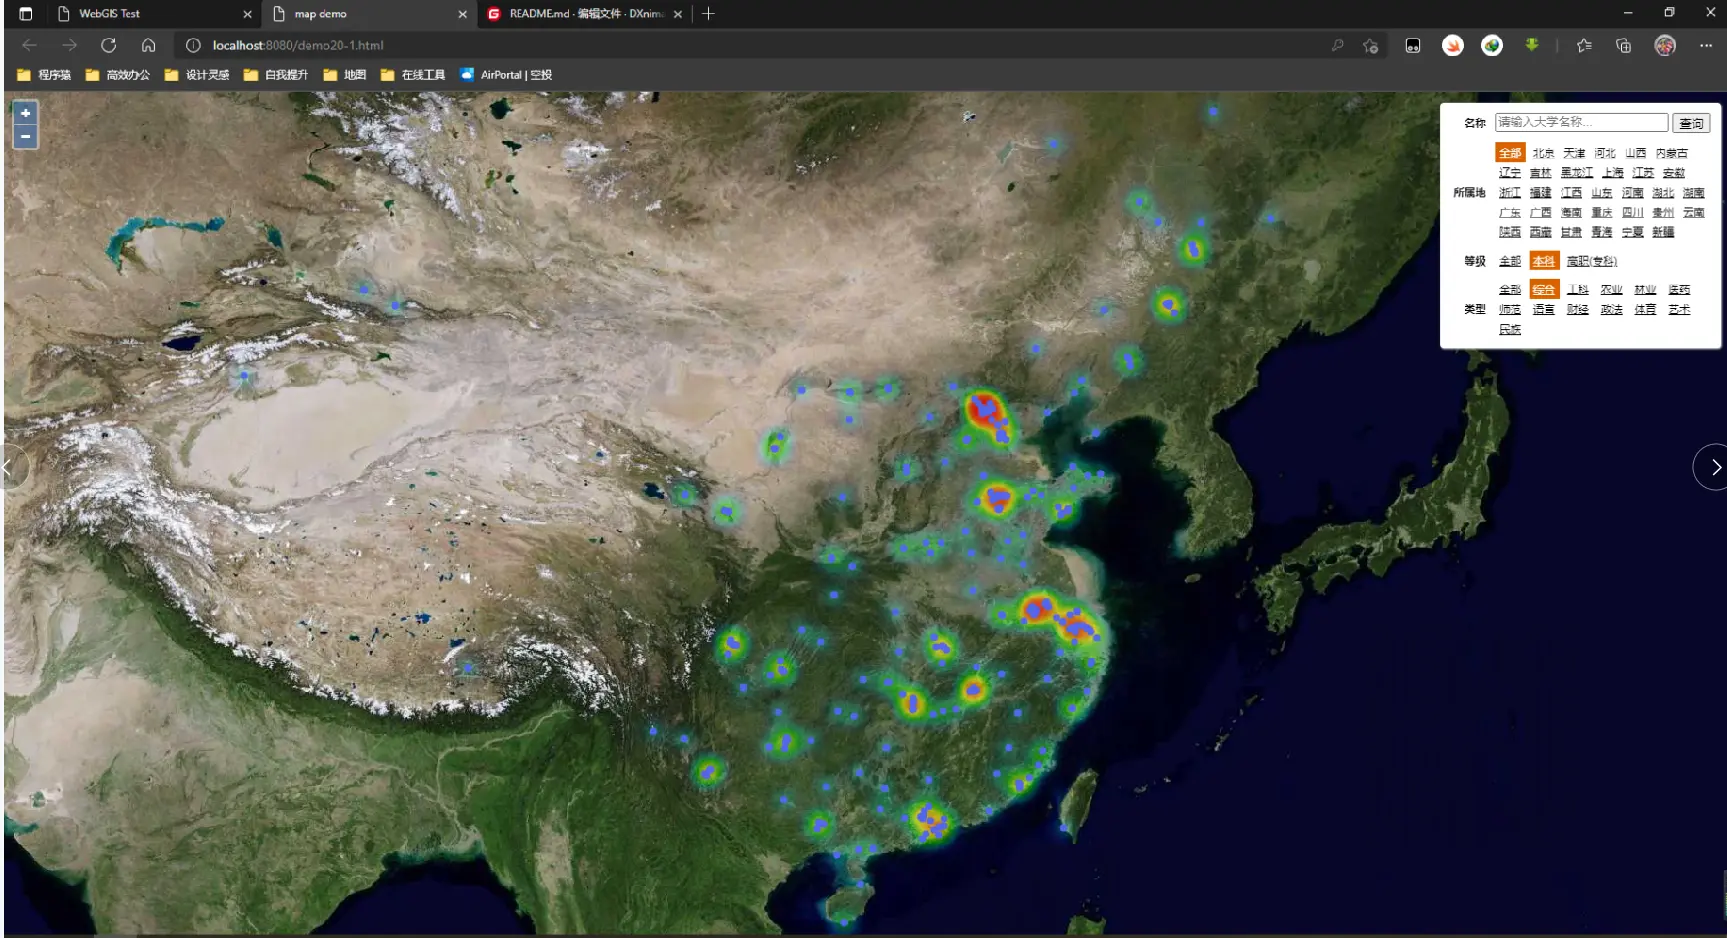 WebGIS Test
map demo
README.md · 编辑文件 · DXnima
localhost:8080/demo20-1.html
程序猿 高效办公 设计灵感 自我提升 地图 在线工具 AirPortal | 空投
+
−
名称 请输入大学名称... 查询
全部 北京 天津 河北 山西 内蒙古
辽宁 吉林 黑龙江 上海 江苏 安徽
所属地 浙江 福建 江西 山东 河南 湖北 湖南
广东 广西 海南 重庆 四川 贵州 云南
陕西 西藏 甘肃 青海 宁夏 新疆
等级 全部 本科 高职(专科)
全部 综合 工科 农业 林业 医药
类型 师范 语言 财经 政法 体育 艺术
民族